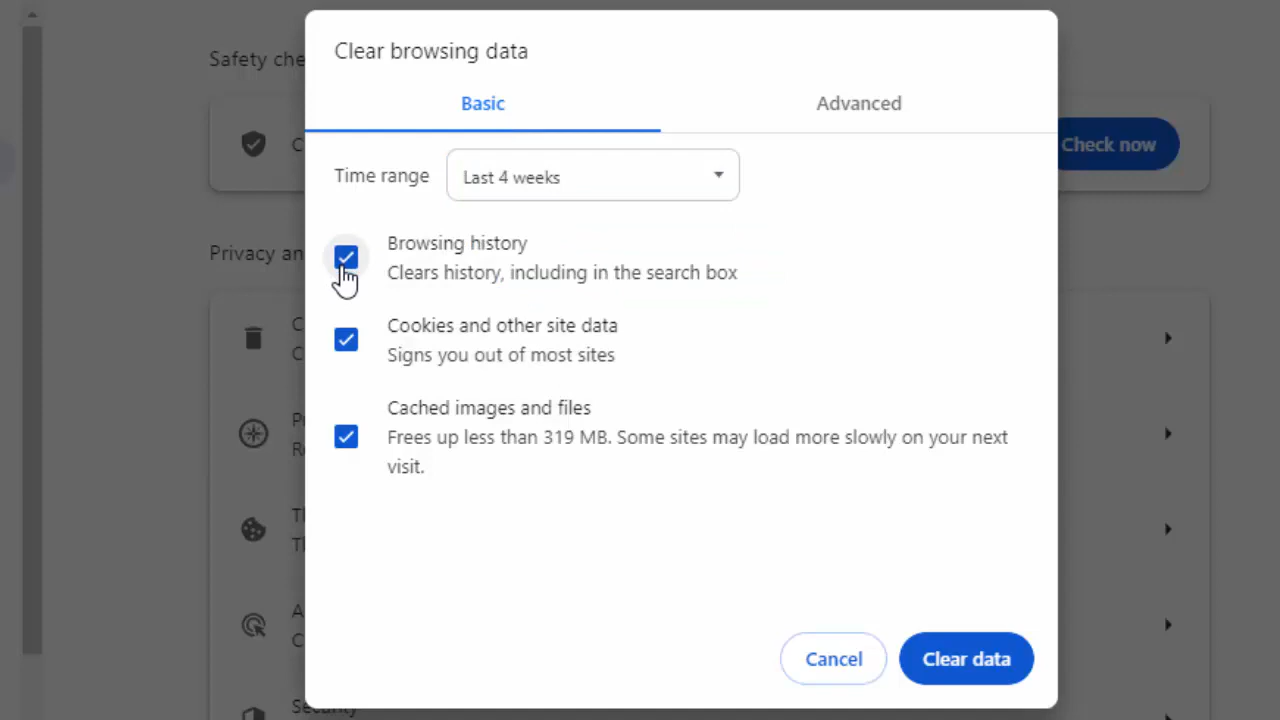 Clear browsing data
Safety che
Basic
Advanced
C
Check now
Time range
Last 4 weeks
Browsing history
Privacy an
Clears history, including in the search box
C
Cookies and other site data
C
Signs you out of most sites
Cached images and files
P
Frees up less than 319 MB. Some sites may load more slowly on your next
R
visit.
Tl
Tl
A
C
Cancel
Clear data
Security